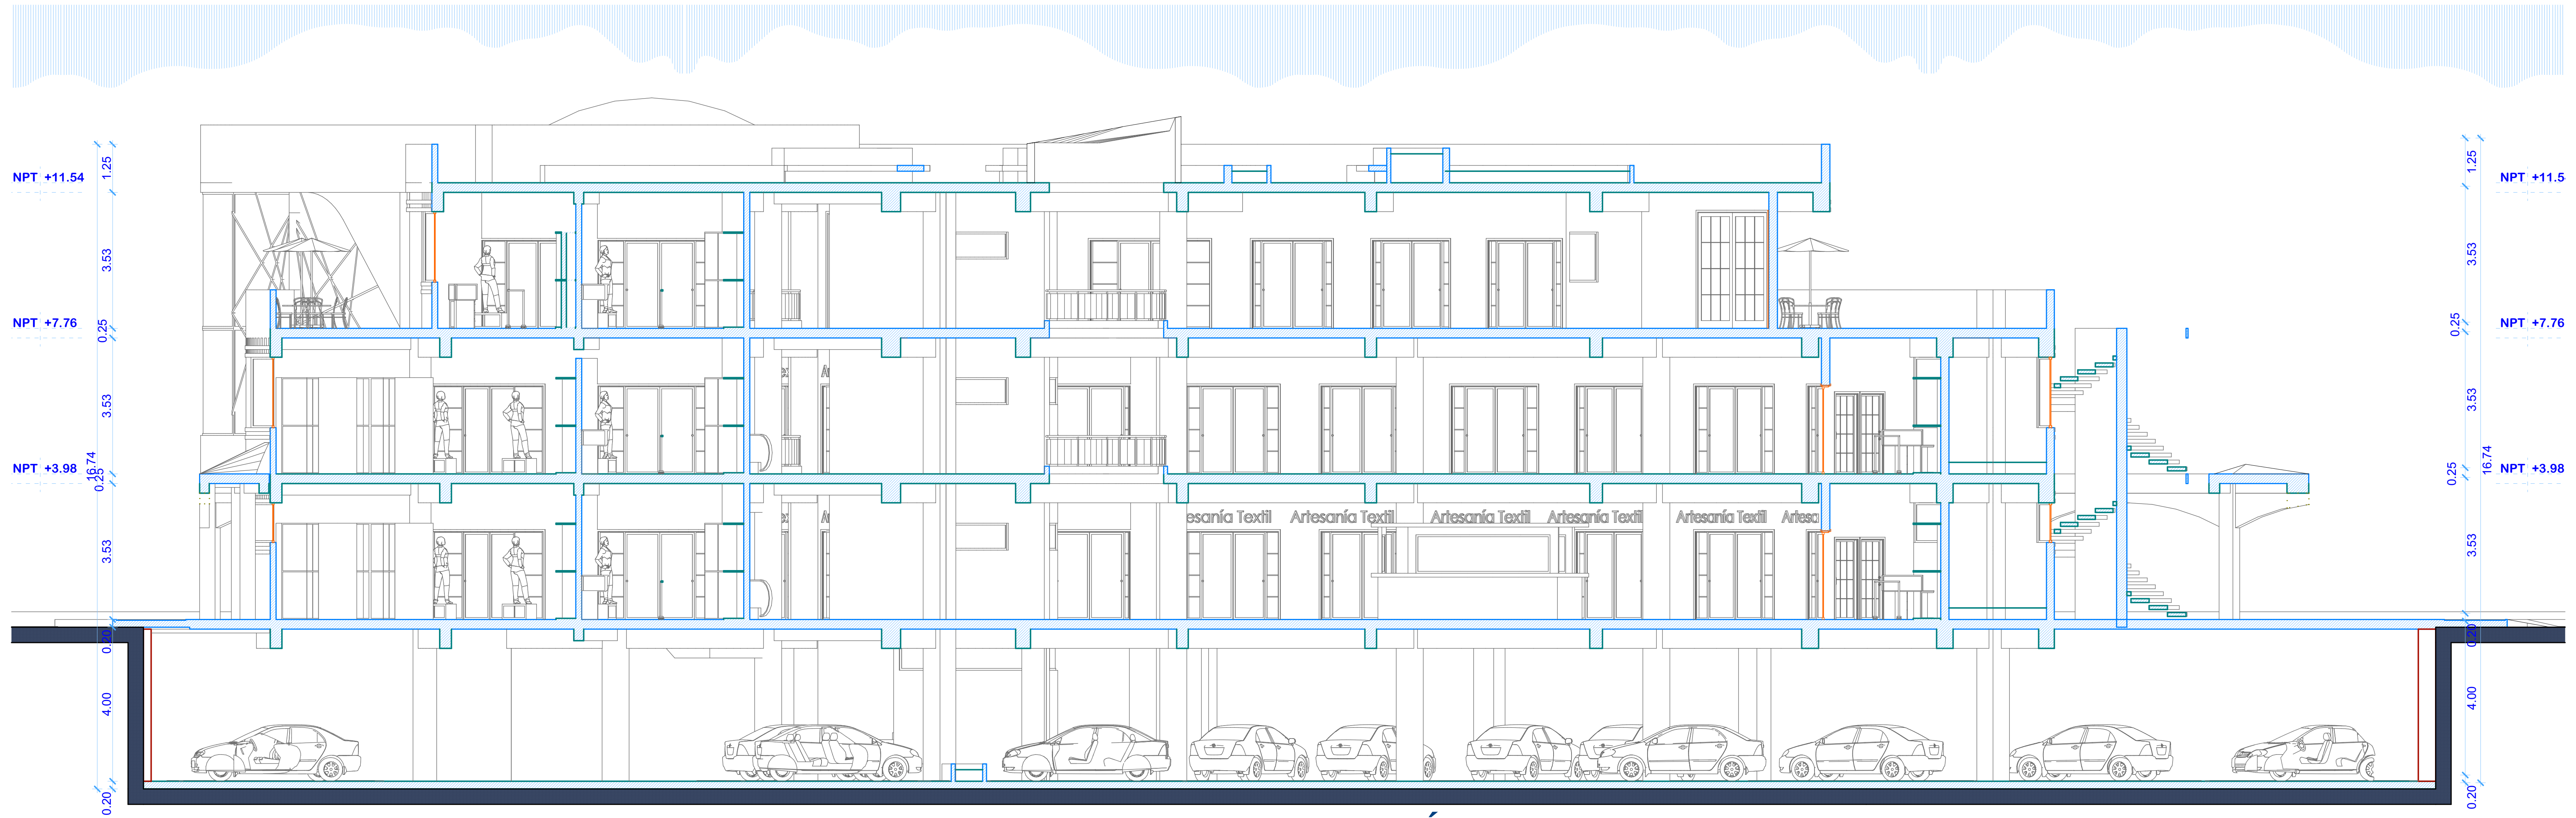 1.25
NPT +11.54
3.53
NPT +7.76
0.25
3.53
NPT +3.98
16.74
0.25
3.53
0.20
4.00
0.20
Artesanía Textil
esanía Textil
Artesanía Textil
Artesanía Textil
Artesanía Textil
Artesanía Textil
Artesa
1.25
NPT +11.5
3.53
NPT +7.76
0.25
3.53
NPT +3.98
16.74
0.25
3.53
0.20
4.00
0.20